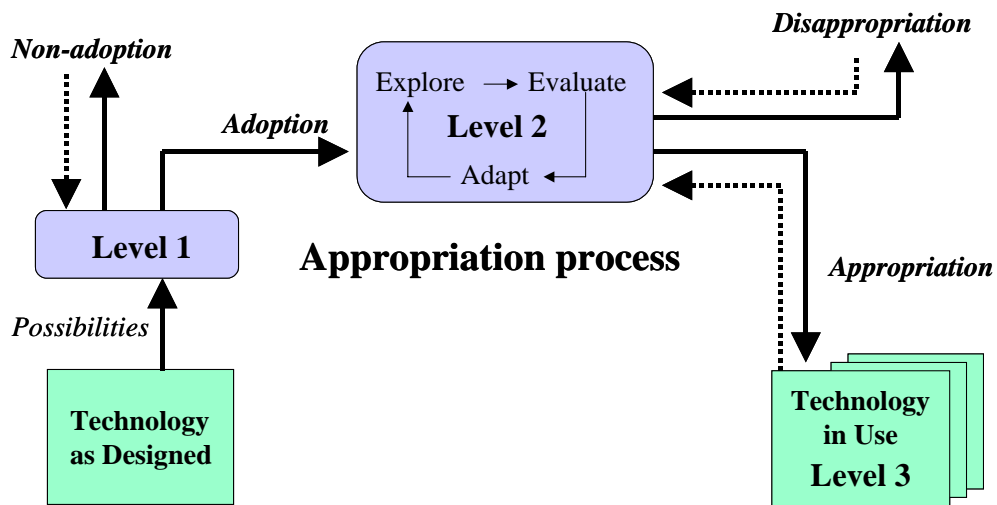 Non-adoption
Disappropriation
Explore
Evaluate
Adoption
Level 2
Adapt
Level 1
Appropriation process
Appropriation
Possibilities
Technology
as Designed
Technology
in Use
Level 3